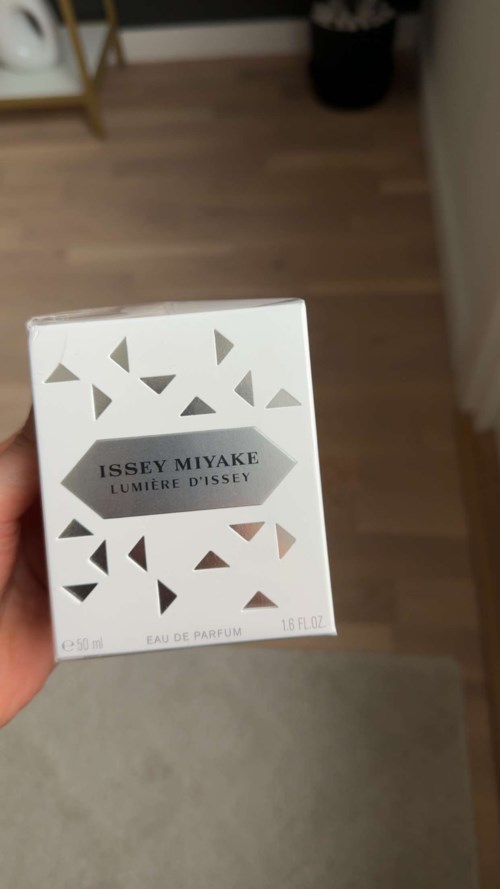 ISSEY MIYAKE
LUMIÈRE D'ISSEY
℮ 50 ml EAU DE PARFUM 1.6 FL.OZ.